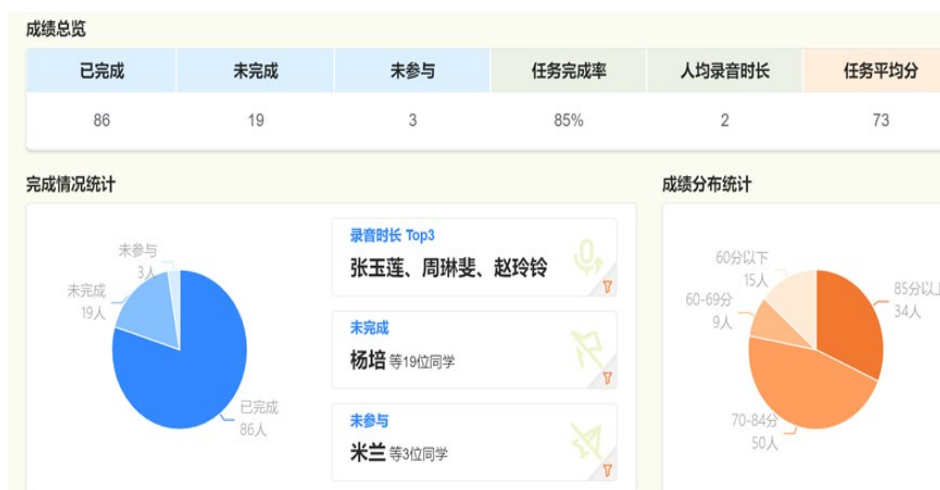 成绩总览
已完成 未完成 未参与 任务完成率 人均录音时长 任务平均分
86 19 3 85% 2 73
完成情况统计
成绩分布统计
未参与
3人
未完成
19人
已完成
86人
录音时长 Top3
张玉莲、周琳斐、赵玲铃
未完成
杨培 等19位同学
未参与
米兰 等3位同学
60分以下
15人
60-69分
9人
85分以上
34人
70-84分
50人